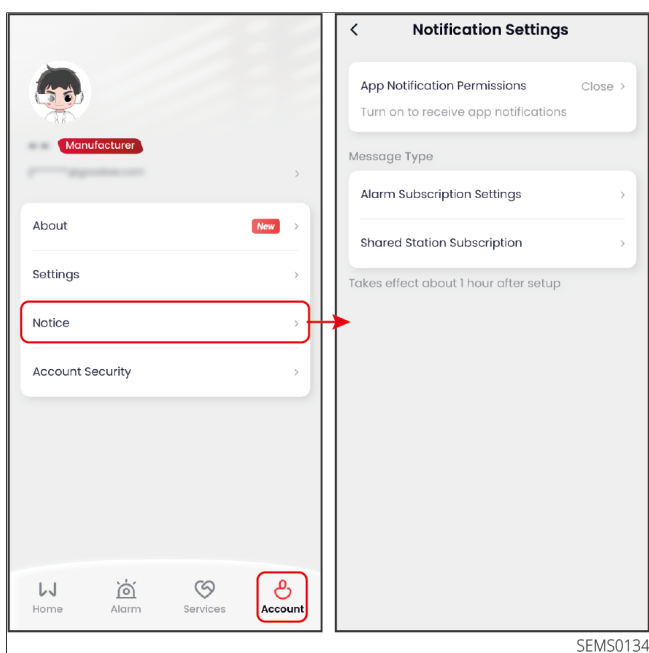 Manufacturer
About
New
Settings
Notice
Account Security
Home
Alarm
Services
Account
Notification Settings
App Notification Permissions
Close
Turn on to receive app notifications
Message Type
Alarm Subscription Settings
Shared Station Subscription
Takes effect about 1 hour after setup
SEMS0134